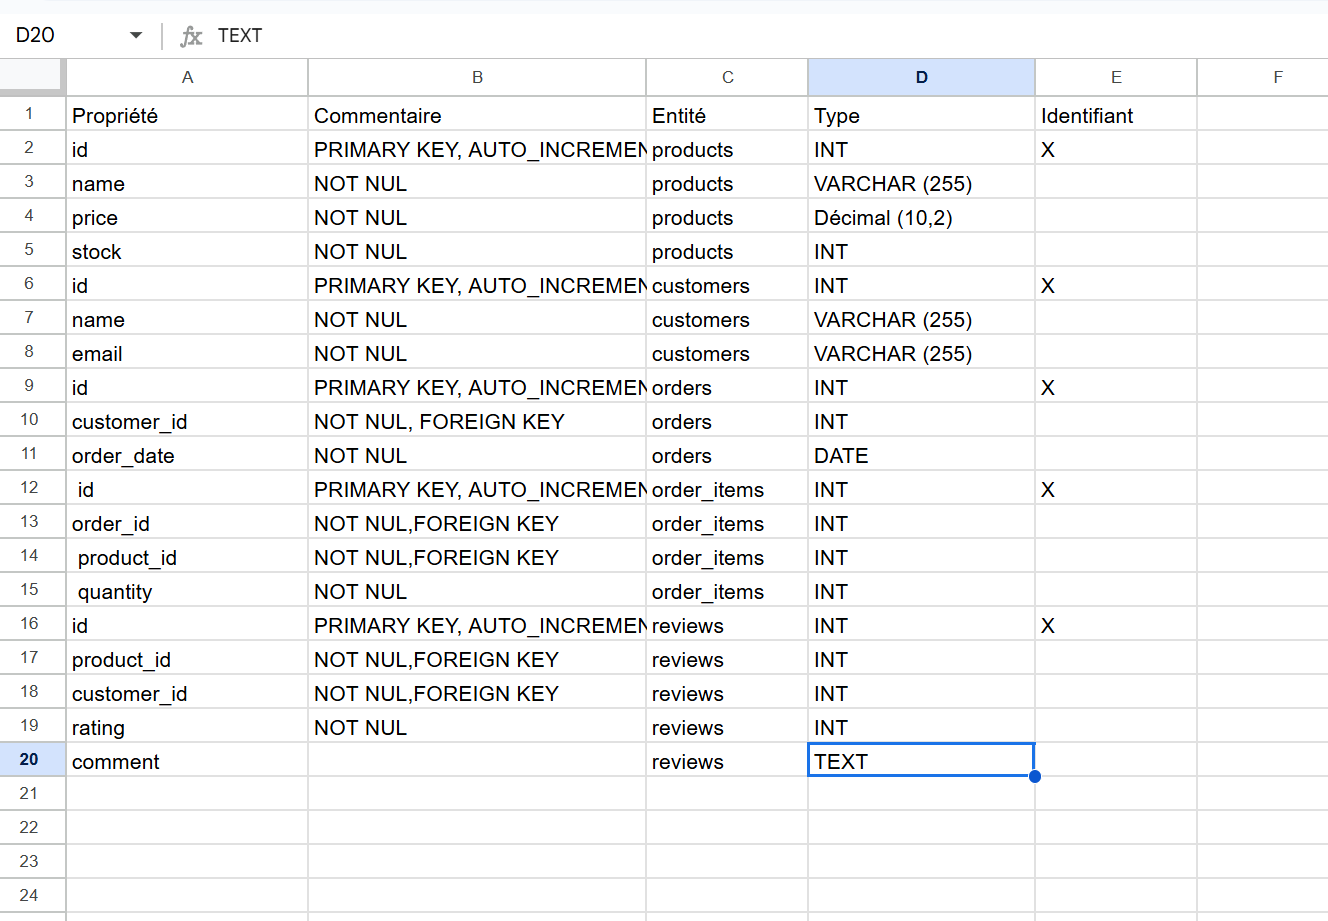 D20 fx TEXT
A B C D E F
1 Propriété Commentaire Entité Type Identifiant
2 id PRIMARY KEY, AUTO_INCREMEN products INT X
3 name NOT NUL products VARCHAR (255)
4 price NOT NUL products Décimal (10,2)
5 stock NOT NUL products INT
6 id PRIMARY KEY, AUTO_INCREMEN customers INT X
7 name NOT NUL customers VARCHAR (255)
8 email NOT NUL customers VARCHAR (255)
9 id PRIMARY KEY, AUTO_INCREMEN orders INT X
10 customer_id NOT NUL, FOREIGN KEY orders INT
11 order_date NOT NUL orders DATE
12 id PRIMARY KEY, AUTO_INCREMEN order_items INT X
13 order_id NOT NUL,FOREIGN KEY order_items INT
14 product_id NOT NUL,FOREIGN KEY order_items INT
15 quantity NOT NUL order_items INT
16 id PRIMARY KEY, AUTO_INCREMEN reviews INT X
17 product_id NOT NUL,FOREIGN KEY reviews INT
18 customer_id NOT NUL,FOREIGN KEY reviews INT
19 rating NOT NUL reviews INT
20 comment reviews TEXT
21
22
23
24